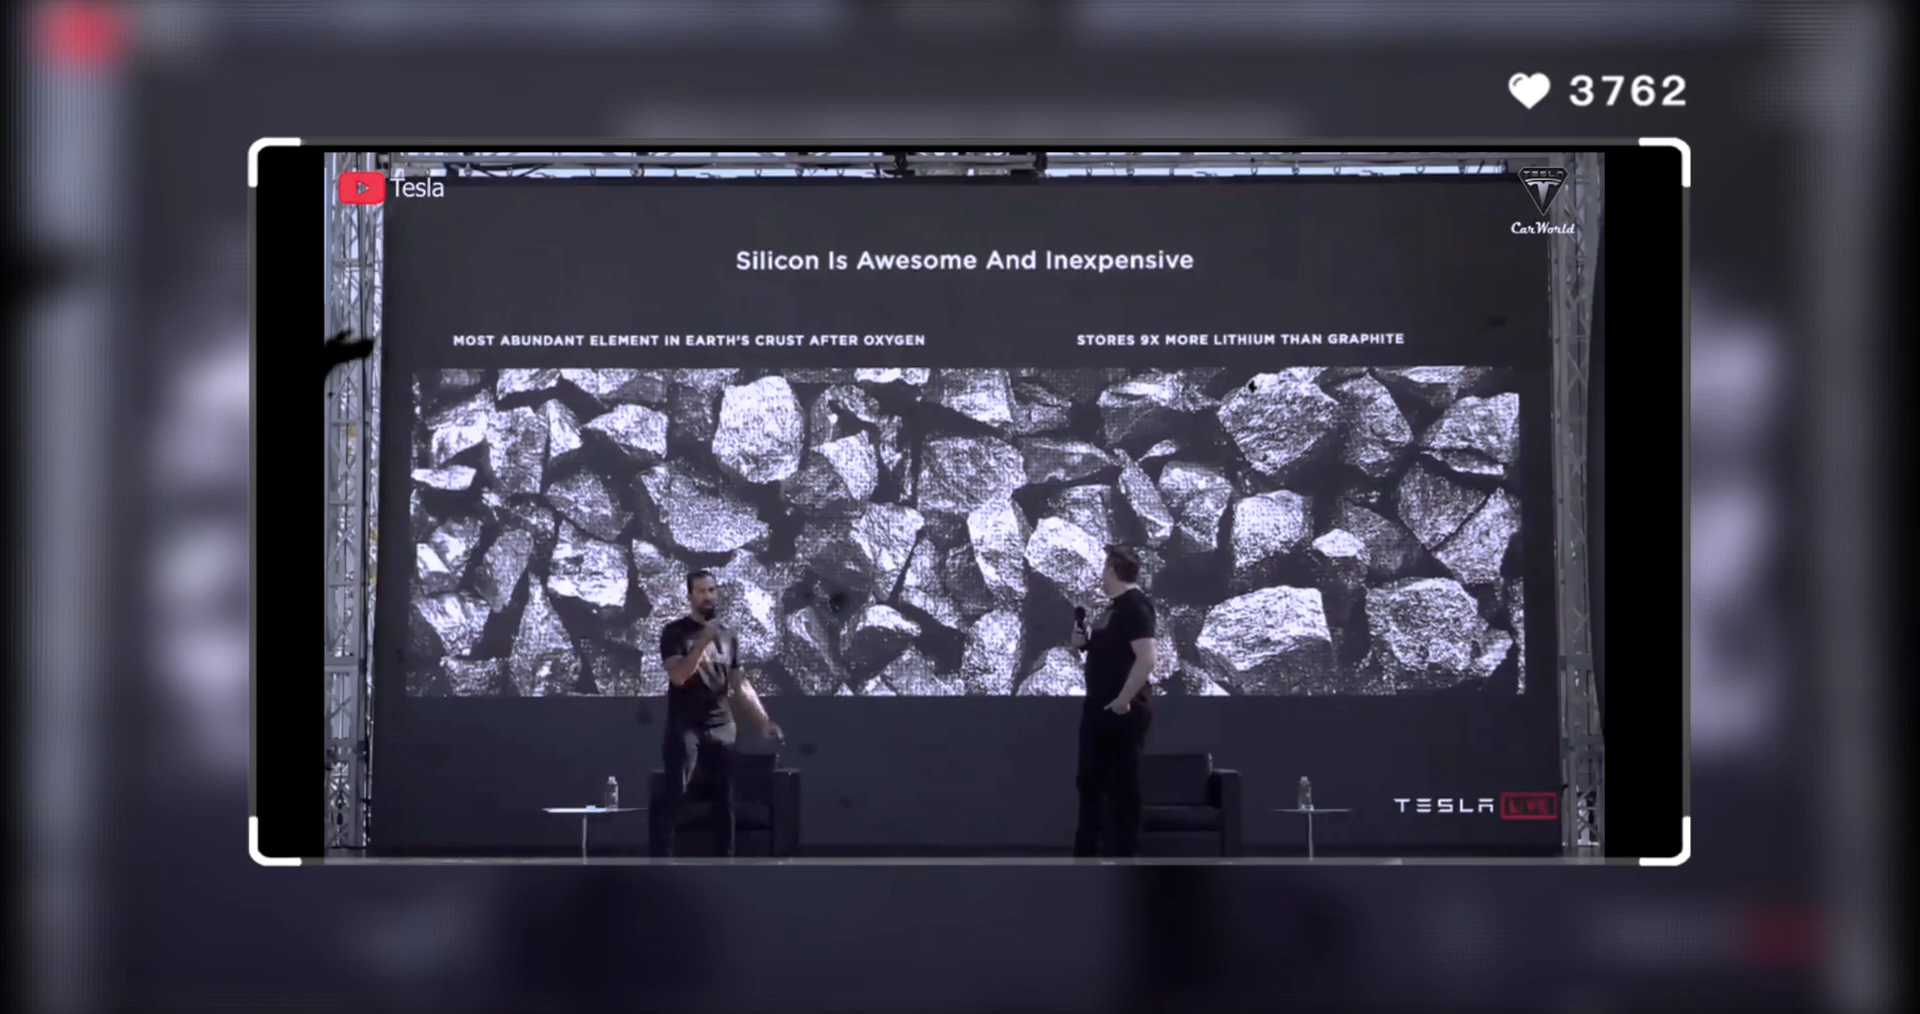 3762
Tesla
TESLA
CarWorld
Silicon Is Awesome And Inexpensive
MOST ABUNDANT ELEMENT IN EARTH'S CRUST AFTER OXYGEN
STORES 9X MORE LITHIUM THAN GRAPHITE
TESLA LIVE